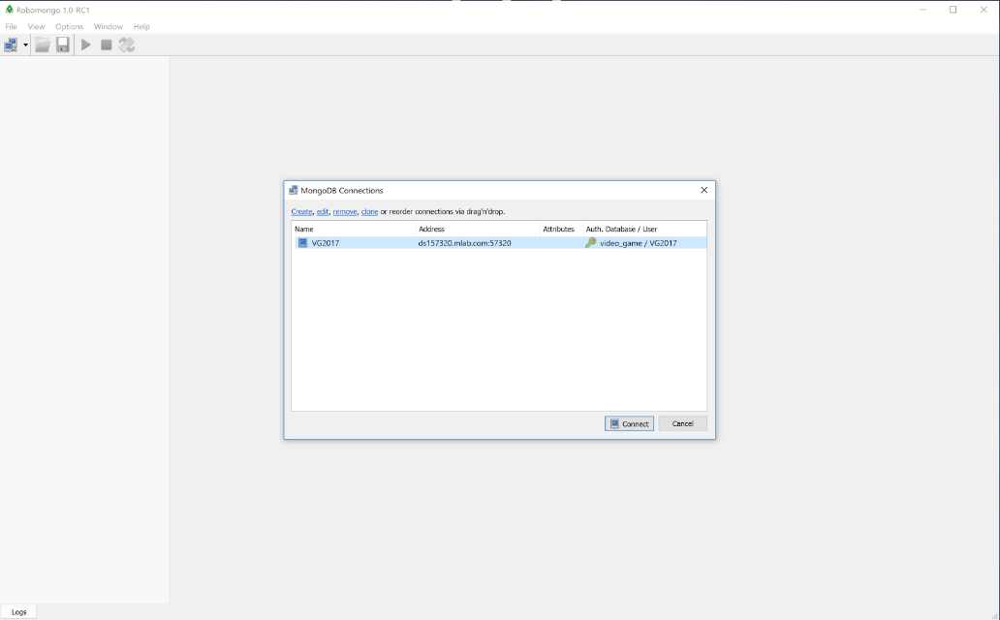 Robomongo 1.0-RC1
File View Options Window Help
MongoDB Connections
Create, edit, remove, clone or reorder connections via drag'n'drop.
Name Address Attributes Auth. Database / User
VG2017 ds157320.mlab.com:57320 video_game / VG2017
Connect Cancel
Logs